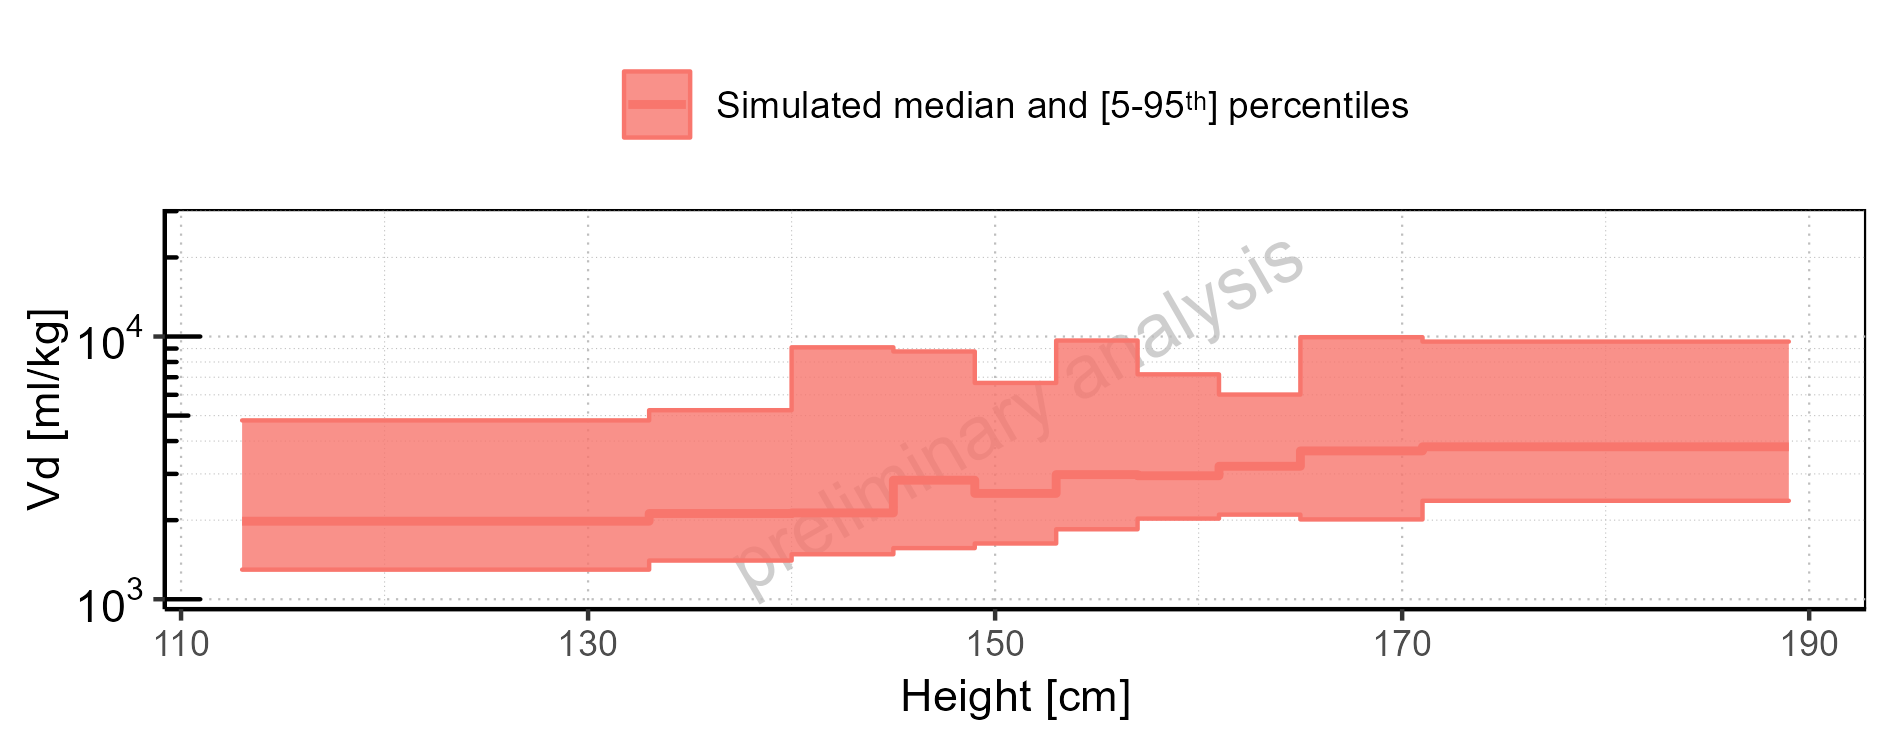 Simulated median and [5-95th] percentiles
Vd [ml/kg]
10^4
10^3
preliminary analysis
110 130 150 170 190
Height [cm]